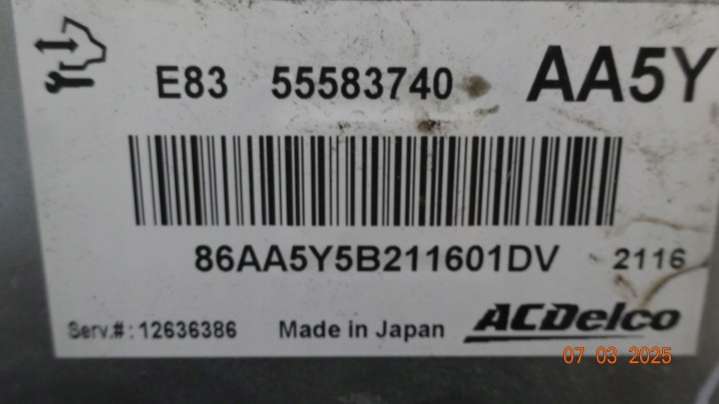 E83 55583740 AA5Y
86AA5Y5B211601DV 2116
Serv.#: 12636386 Made in Japan ACDelco
07 03 2025